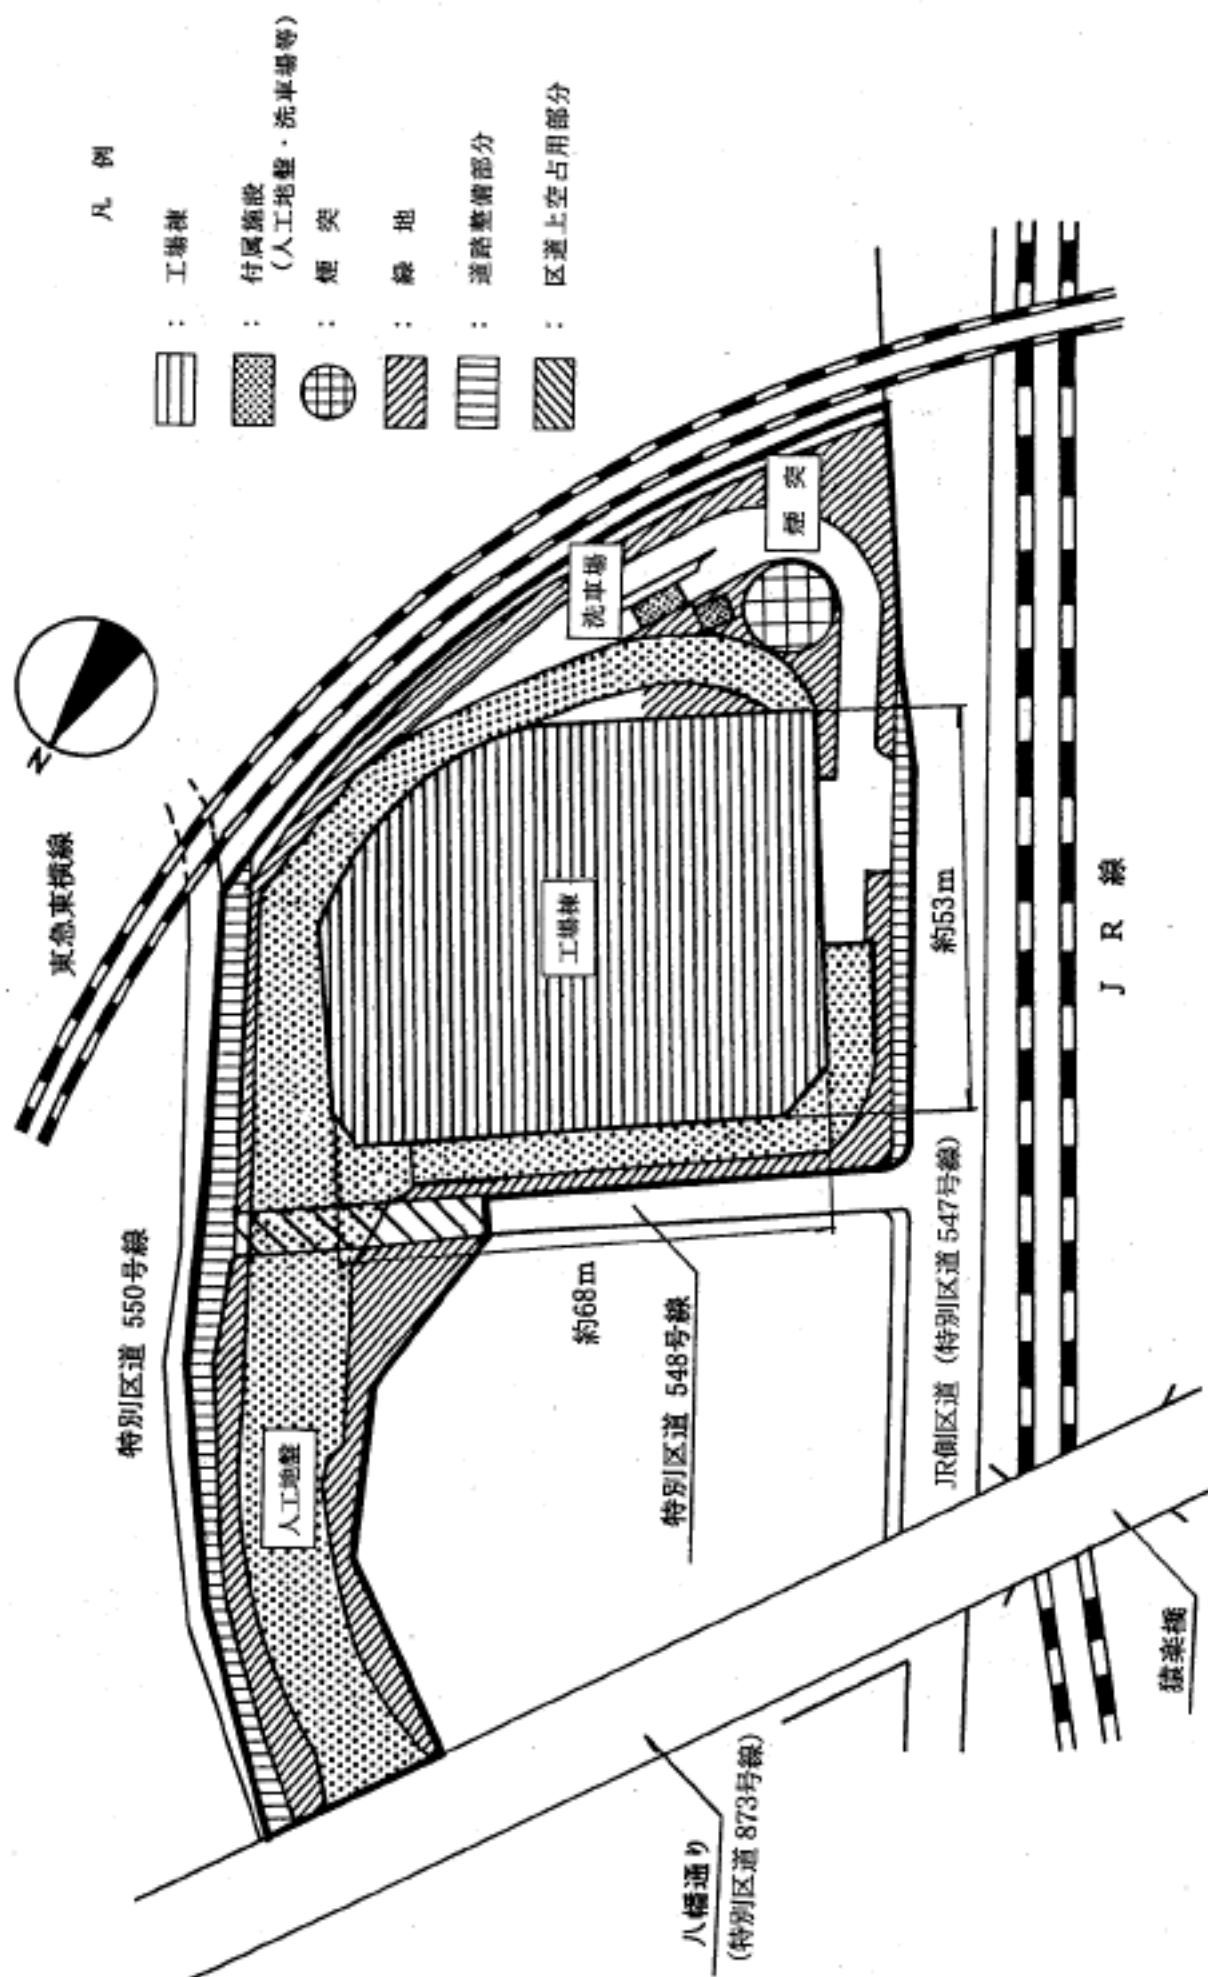 凡 例
： 工場棟
： 付属施設
（人工地盤・洗車場等）
： 煙 突
： 緑 地
： 道路整備部分
： 区道上空占用部分
N
東急東横線
洗車場
煙 突
工場棟
約53m
J R 線
特別区道 550号線
人工地盤
約68m
特別区道 548号線
JR側区道（特別区道 547号線）
八幡通り
（特別区道 873号線）
猿楽橋